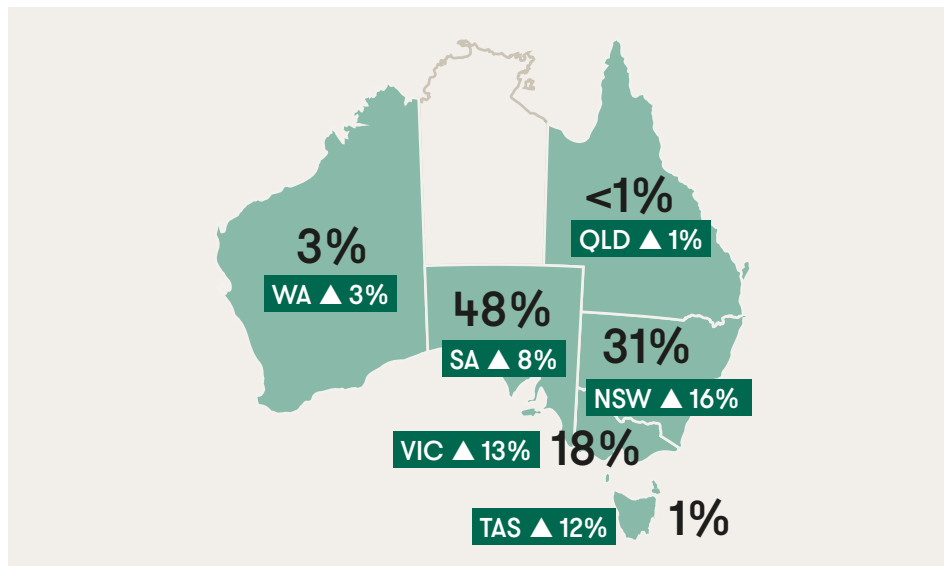 <1%
QLD ▲ 1%
3%
WA ▲ 3%
48%
SA ▲ 8%
31%
NSW ▲ 16%
VIC ▲ 13% 18%
TAS ▲ 12% 1%